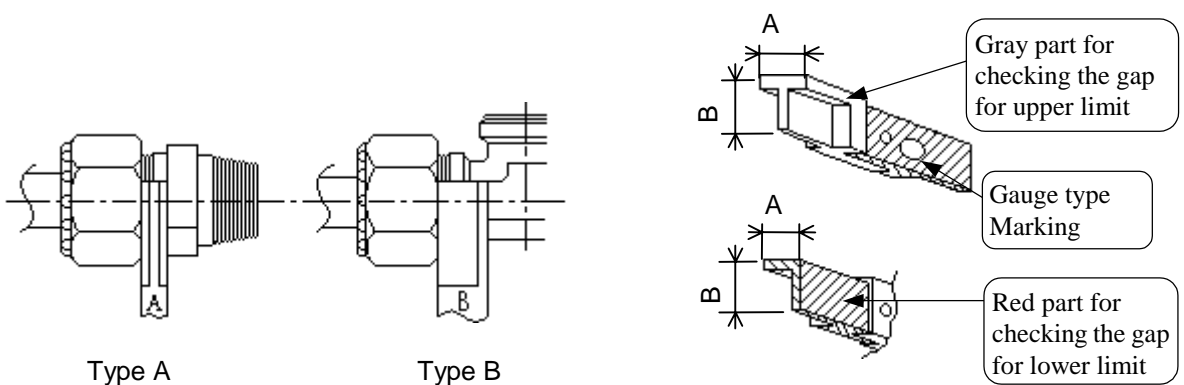 A
B
Type A
Type B
A
B
Gray part for
checking the gap
for upper limit
Gauge type
Marking
A
B
Red part for
checking the gap
for lower limit